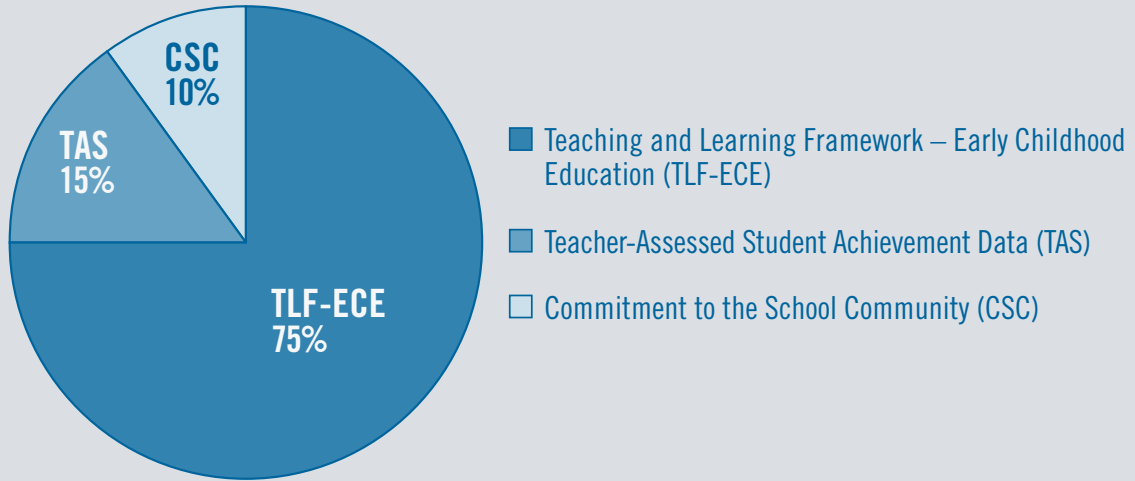 CSC
10%
TAS
15%
TLF-ECE
75%
Teaching and Learning Framework – Early Childhood
Education (TLF-ECE)
Teacher-Assessed Student Achievement Data (TAS)
Commitment to the School Community (CSC)